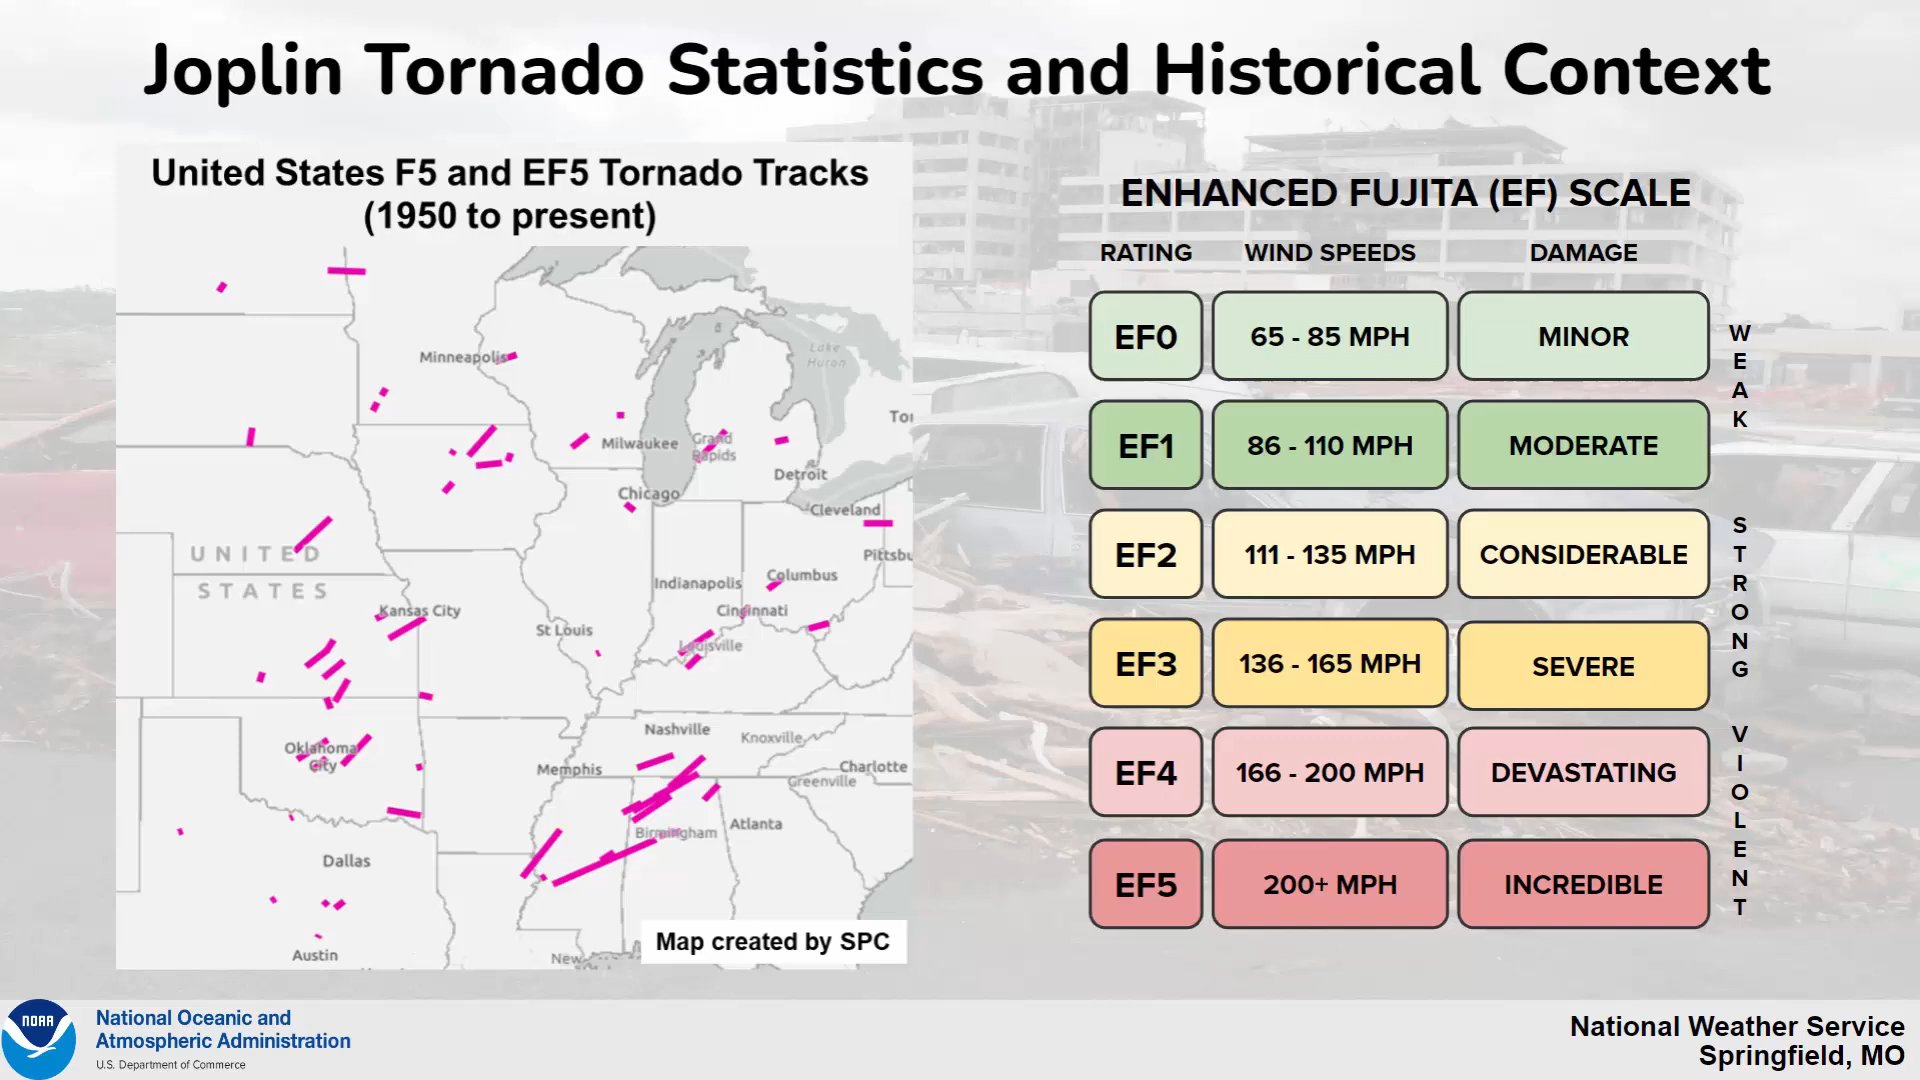 Joplin Tornado Statistics and Historical Context
United States F5 and EF5 Tornado Tracks
(1950 to present)
Minneapolis
Lake
Huron
Milwaukee
Grand
Rapids
Detroit
Chicago
Cleveland
UNITED
STATES
Pittsbu
Indianapolis
Columbus
Kansas City
Cincinnati
St Louis
Louisville
Nashville
Knoxville
Oklahoma
City
Memphis
Charlotte
Greenville
Birmingham
Atlanta
Dallas
Austin
New
Tor
Map created by SPC
ENHANCED FUJITA (EF) SCALE
RATING WIND SPEEDS DAMAGE
EF0 65 - 85 MPH MINOR
EF1 86 - 110 MPH MODERATE
EF2 111 - 135 MPH CONSIDERABLE
EF3 136 - 165 MPH SEVERE
EF4 166 - 200 MPH DEVASTATING
EF5 200+ MPH INCREDIBLE
WEAK
STRONG
VIOLENT
NOAA
National Oceanic and
Atmospheric Administration
U.S. Department of Commerce
National Weather Service
Springfield, MO